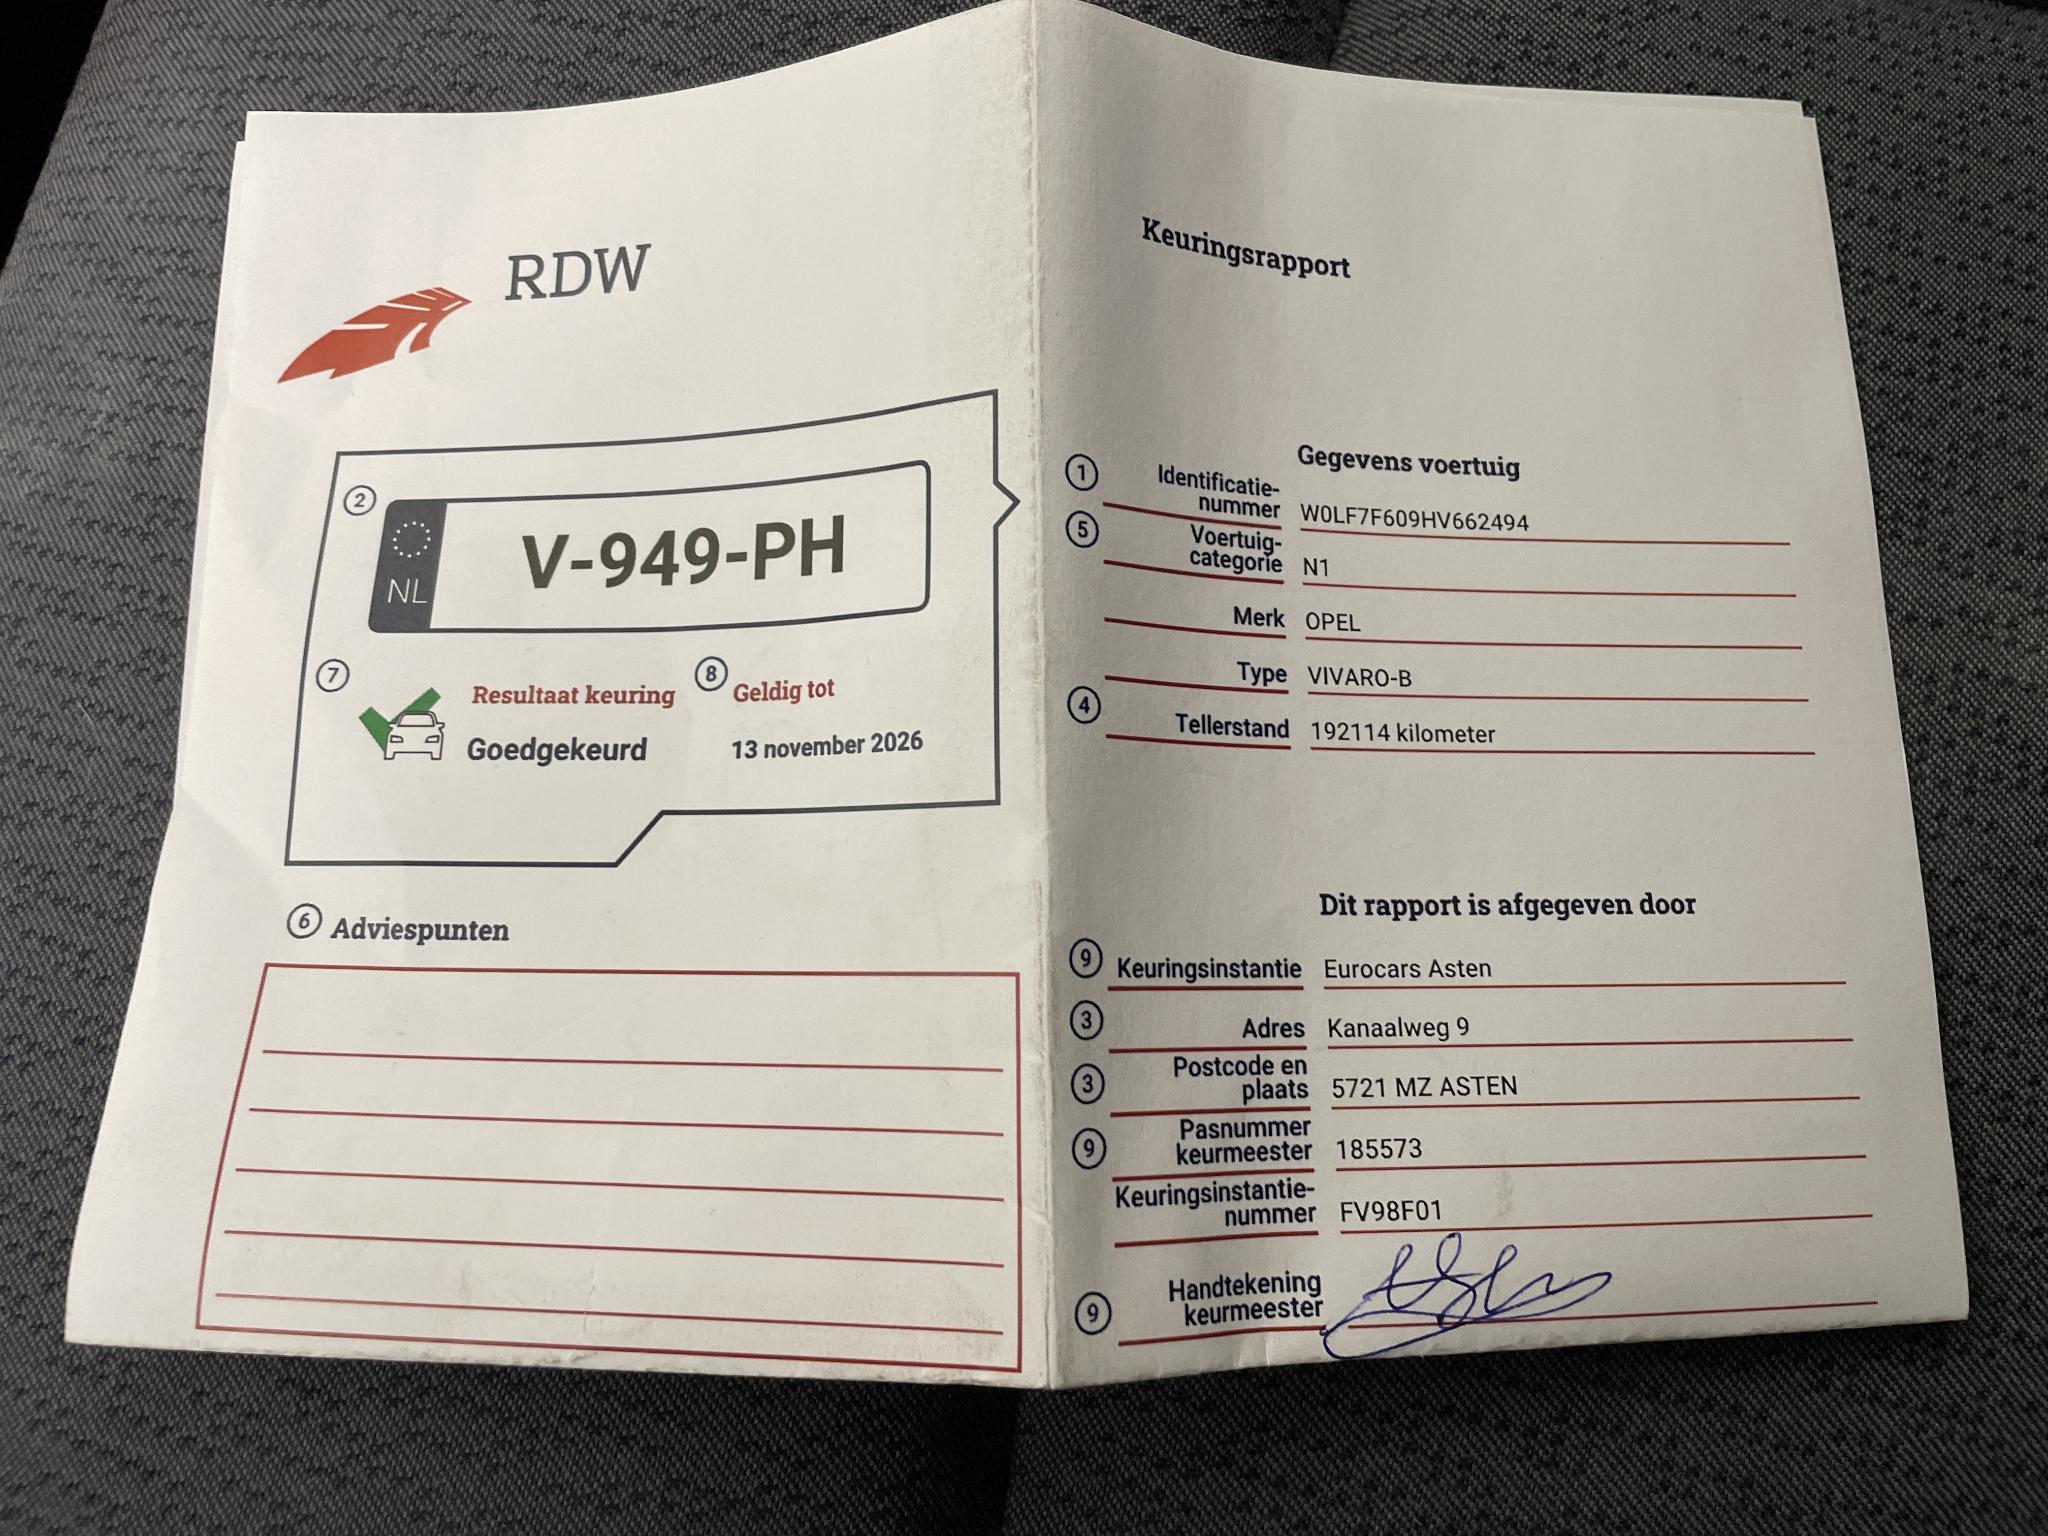 RDW
2
NL
V-949-PH
7
Resultaat keuring
Goedgekeurd
8
Geldig tot
13 november 2026
6 Adviespunten
Keuringsrapport
Gegevens voertuig
1 Identificatie-
nummer W0LF7F609HV662494
5 Voertuig-
categorie N1
Merk OPEL
Type VIVARO-B
4 Tellerstand 192114 kilometer
Dit rapport is afgegeven door
9 Keuringsinstantie Eurocars Asten
3 Adres Kanaalweg 9
3 Postcode en
plaats 5721 MZ ASTEN
9 Pasnummer
keurmeester 185573
Keuringsinstantie-
nummer FV98F01
9 Handtekening
keurmeester